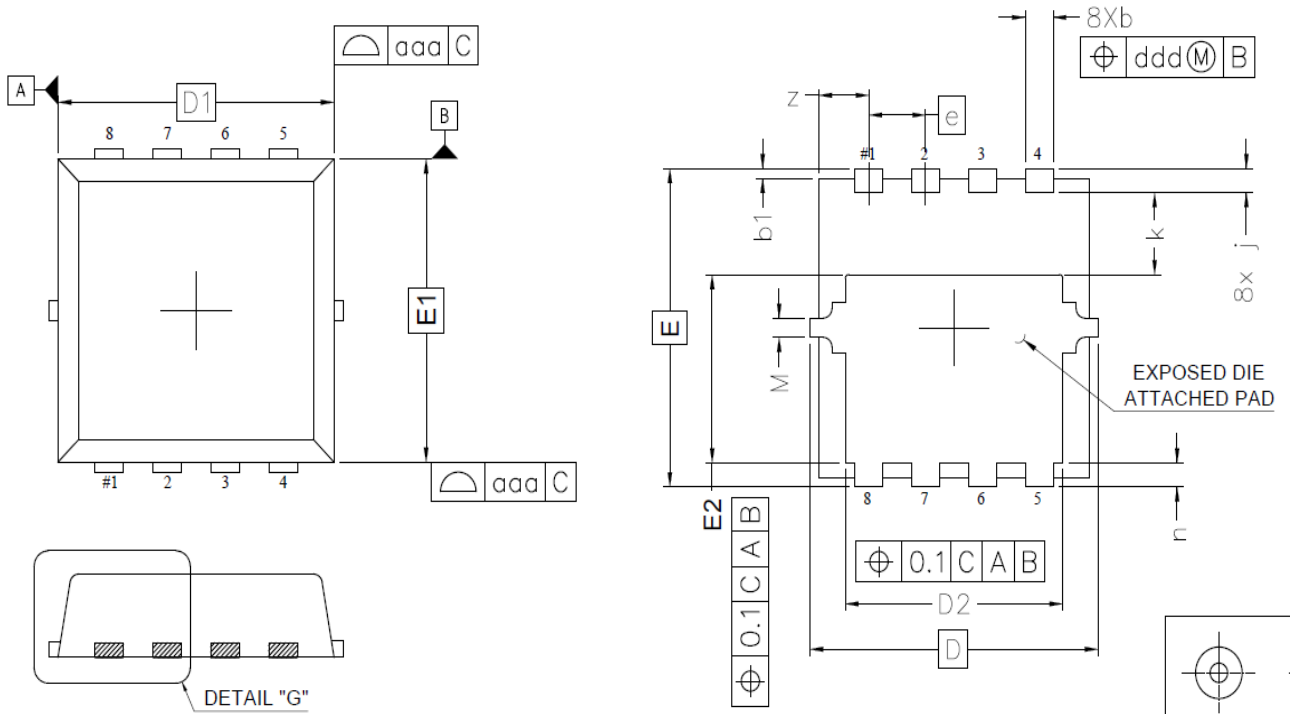 aaa C
A
D1
B
8 7 6 5
E1
#1 2 3 4
aaa C
DETAIL "G"
8Xb
ddd M B
z
e
#1 2 3 4
b1
k
8x j
E
M
EXPOSED DIE
ATTACHED PAD
E2
8 7 6 5
n
0.1 C A B
0.1 C A B
D2
D